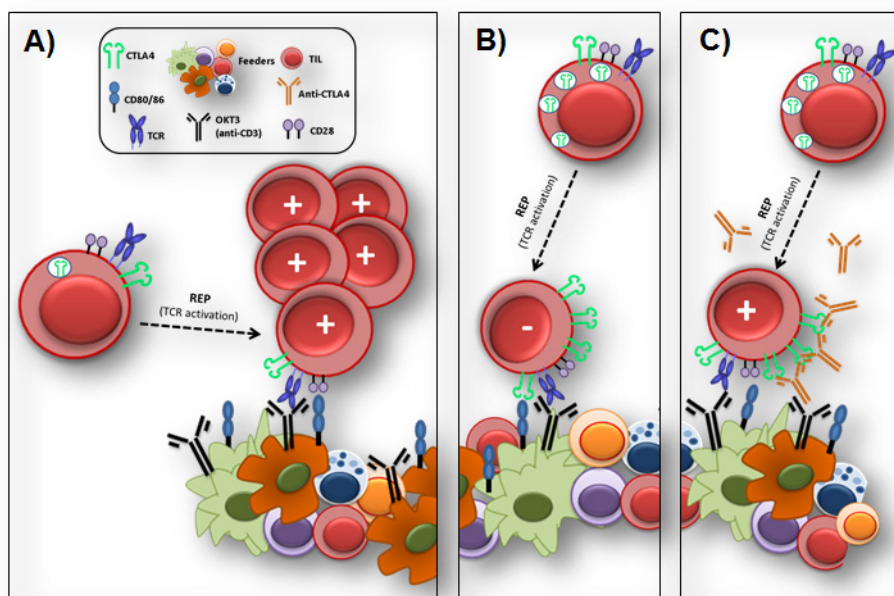 A)
CTLA4
Feeders
TIL
CD80/86
Anti-CTLA4
TCR
OKT3
(anti-CD3)
CD28
REP
(TCR activation)
+
+
+
+
+
B)
REP
(TCR activation)
-
C)
REP
(TCR activation)
+